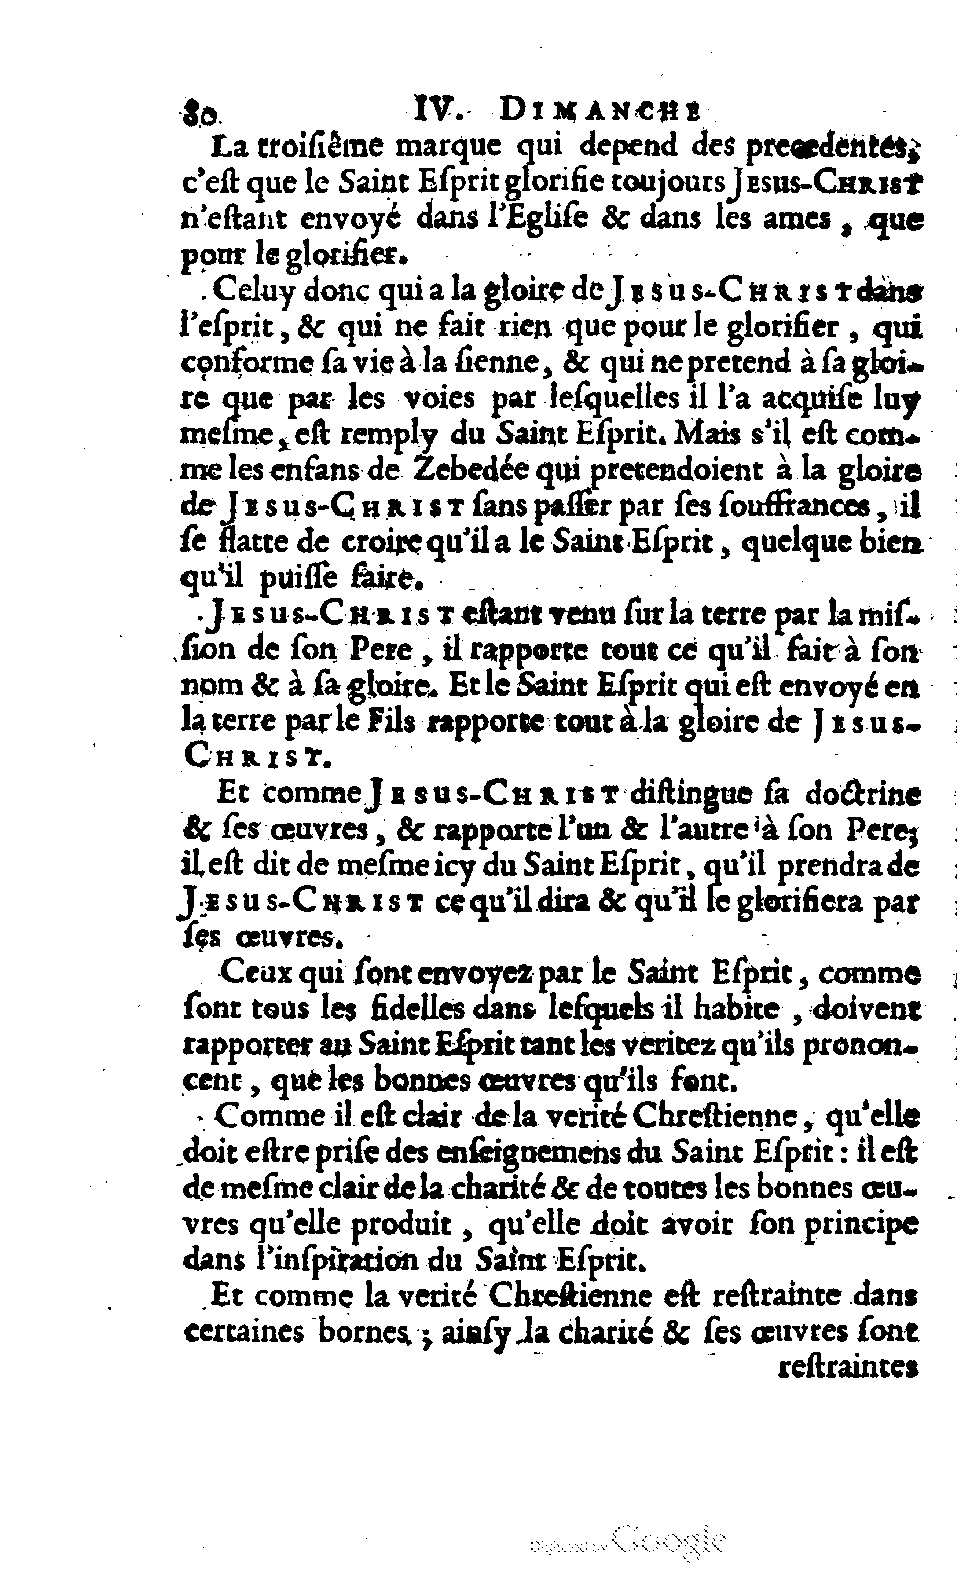 80. IV. DIMANCHE
La troiſiême marque qui depend des precedentes;
c'eſt que le Saint Eſprit glorifie toujours JESUS-CHRIST
n'eſtant envoyé dans l'Egliſe & dans les ames, que
pour le glorifier.
Celuy donc qui a la gloire de JESUS-CHRIST dans
l'eſprit, & qui ne fait rien que pour le glorifier, qui
conforme ſa vie à la ſienne, & qui ne pretend à ſa gloi-
re que par les voies par leſquelles il l'a acquiſe luy
meſme, eſt remply du Saint Eſprit. Mais s'il eſt com-
me les enfans de Zebedée qui pretendoient à la gloire
de JESUS-CHRIST ſans paſſer par ſes ſouffrances, il
ſe flatte de croire qu'il a le Saint Eſprit, quelque bien
qu'il puiſſe faire.
JESUS-CHRIST eſtant venu ſur la terre par la miſ-
ſion de ſon Pere, il rapporte tout ce qu'il fait à ſon
nom & à ſa gloire. Et le Saint Eſprit qui eſt envoyé en
la terre par le Fils rapporte tout à la gloire de JESUS-
CHRIST.
Et comme JESUS-CHRIST diſtingue ſa doctrine
& ſes œuvres, & rapporte l'un & l'autre à ſon Pere;
il eſt dit de meſme icy du Saint Eſprit, qu'il prendra de
JESUS-CHRIST ce qu'il dira & qu'il le glorifiera par
ſes œuvres.
Ceux qui ſont envoyez par le Saint Eſprit, comme
ſont tous les fidelles dans leſquels il habite, doivent
rapporter au Saint Eſprit tant les veritez qu'ils pronon-
cent, que les bonnes œuvres qu'ils font.
Comme il eſt clair de la verité Chreſtienne, qu'elle
doit eſtre priſe des enſeignemens du Saint Eſprit: il eſt
de meſme clair de la charité & de toutes les bonnes œu-
vres qu'elle produit, qu'elle doit avoir ſon principe
dans l'inſpiration du Saint Eſprit.
Et comme la verité Chreſtienne eſt reſtrainte dans
certaines bornes; ainſy la charité & ſes œuvres ſont
reſtraintes
Digitized by Google